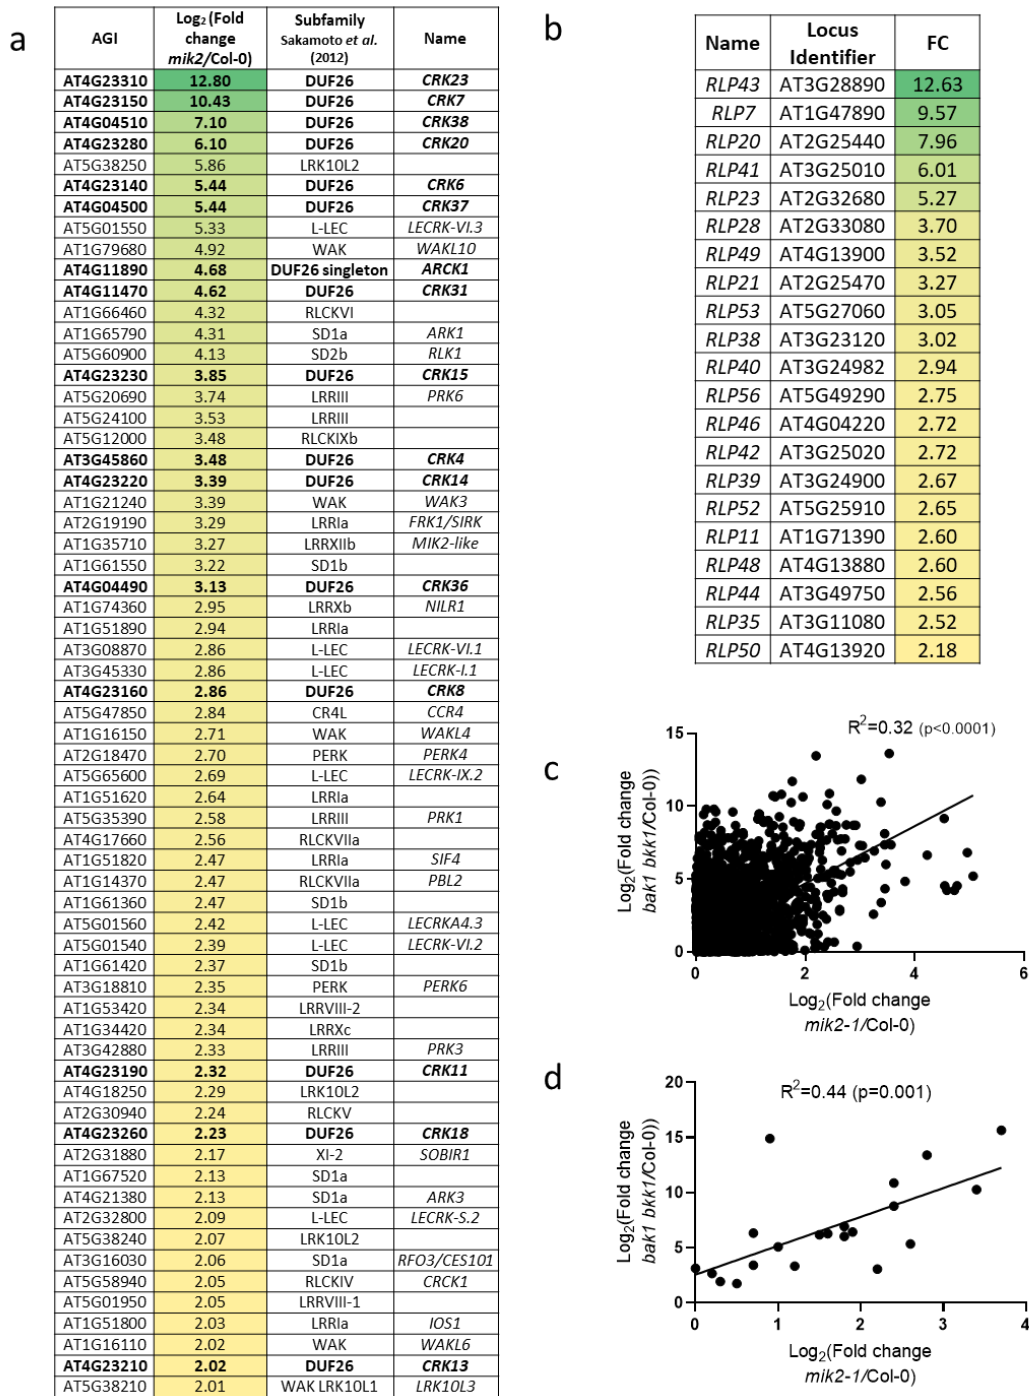 a
AGI Log2 (Fold change mik2/Col-0) Subfamily Sakamoto et al. (2012) Name
AT4G23310 12.80 DUF26 CRK23
AT4G23150 10.43 DUF26 CRK7
AT4G04510 7.10 DUF26 CRK38
AT4G23280 6.10 DUF26 CRK20
AT5G38250 5.86 LRK10L2
AT4G23140 5.44 DUF26 CRK6
AT4G04500 5.44 DUF26 CRK37
AT5G01550 5.33 L-LEC LECRK-VI.3
AT1G79680 4.92 WAK WAKL10
AT4G11890 4.68 DUF26 singleton ARCK1
AT4G11470 4.62 DUF26 CRK31
AT1G66460 4.32 RLCKVI
AT1G65790 4.31 SD1a ARK1
AT5G60900 4.13 SD2b RLK1
AT4G23230 3.85 DUF26 CRK15
AT5G20690 3.74 LRRIII PRK6
AT5G24100 3.53 LRRIII
AT5G12000 3.48 RLCKIXb
AT3G45860 3.48 DUF26 CRK4
AT4G23220 3.39 DUF26 CRK14
AT1G21240 3.39 WAK WAK3
AT2G19190 3.29 LRRIa FRK1/SIRK
AT1G35710 3.27 LRRXIIb MIK2-like
AT1G61550 3.22 SD1b
AT4G04490 3.13 DUF26 CRK36
AT1G74360 2.95 LRRXb NILR1
AT1G51890 2.94 LRRIa
AT3G08870 2.86 L-LEC LECRK-VI.1
AT3G45330 2.86 L-LEC LECRK-I.1
AT4G23160 2.86 DUF26 CRK8
AT5G47850 2.84 CR4L CCR4
AT1G16150 2.71 WAK WAKL4
AT2G18470 2.70 PERK PERK4
AT5G65600 2.69 L-LEC LECRK-IX.2
AT1G51620 2.64 LRRIa
AT5G35390 2.58 LRRIII PRK1
AT4G17660 2.56 RLCKVIIa
AT1G51820 2.47 LRRIa SIF4
AT1G14370 2.47 RLCKVIIa PBL2
AT1G61360 2.47 SD1b
AT5G01560 2.42 L-LEC LECRKA4.3
AT5G01540 2.39 L-LEC LECRK-VI.2
AT1G61420 2.37 SD1b
AT3G18810 2.35 PERK PERK6
AT1G53420 2.34 LRRVIII-2
AT1G34420 2.34 LRRXc
AT3G42880 2.33 LRRIII PRK3
AT4G23190 2.32 DUF26 CRK11
AT4G18250 2.29 LRK10L2
AT2G30940 2.24 RLCKV
AT4G23260 2.23 DUF26 CRK18
AT2G31880 2.17 XI-2 SOBIR1
AT1G67520 2.13 SD1a
AT4G21380 2.13 SD1a ARK3
AT2G32800 2.09 L-LEC LECRK-S.2
AT5G38240 2.07 LRK10L2
AT3G16030 2.06 SD1a RFO3/CES101
AT5G58940 2.05 RLCKIV CRCK1
AT5G01950 2.05 LRRVIII-1
AT1G51800 2.03 LRRIa IOS1
AT1G16110 2.02 WAK WAKL6
AT4G23210 2.02 DUF26 CRK13
AT5G38210 2.01 WAK LRK10L1 LRK10L3
b
Name Locus Identifier FC
RLP43 AT3G28890 12.63
RLP7 AT1G47890 9.57
RLP20 AT2G25440 7.96
RLP41 AT3G25010 6.01
RLP23 AT2G32680 5.27
RLP28 AT2G33080 3.70
RLP49 AT4G13900 3.52
RLP21 AT2G25470 3.27
RLP53 AT5G27060 3.05
RLP38 AT3G23120 3.02
RLP40 AT3G24982 2.94
RLP56 AT5G49290 2.75
RLP46 AT4G04220 2.72
RLP42 AT3G25020 2.72
RLP39 AT3G24900 2.67
RLP52 AT5G25910 2.65
RLP11 AT1G71390 2.60
RLP48 AT4G13880 2.60
RLP44 AT3G49750 2.56
RLP35 AT3G11080 2.52
RLP50 AT4G13920 2.18
c
R2=0.32 (p<0.0001)
Log2(Fold change
bak1 bkk1/Col-0))
15
10
5
0
0 2 4 6
Log2(Fold change
mik2-1/Col-0)
d
R2=0.44 (p=0.001)
Log2(Fold change
bak1 bkk1/Col-0))
20
15
10
5
0
0 1 2 3 4
Log2(Fold change
mik2-1/Col-0)